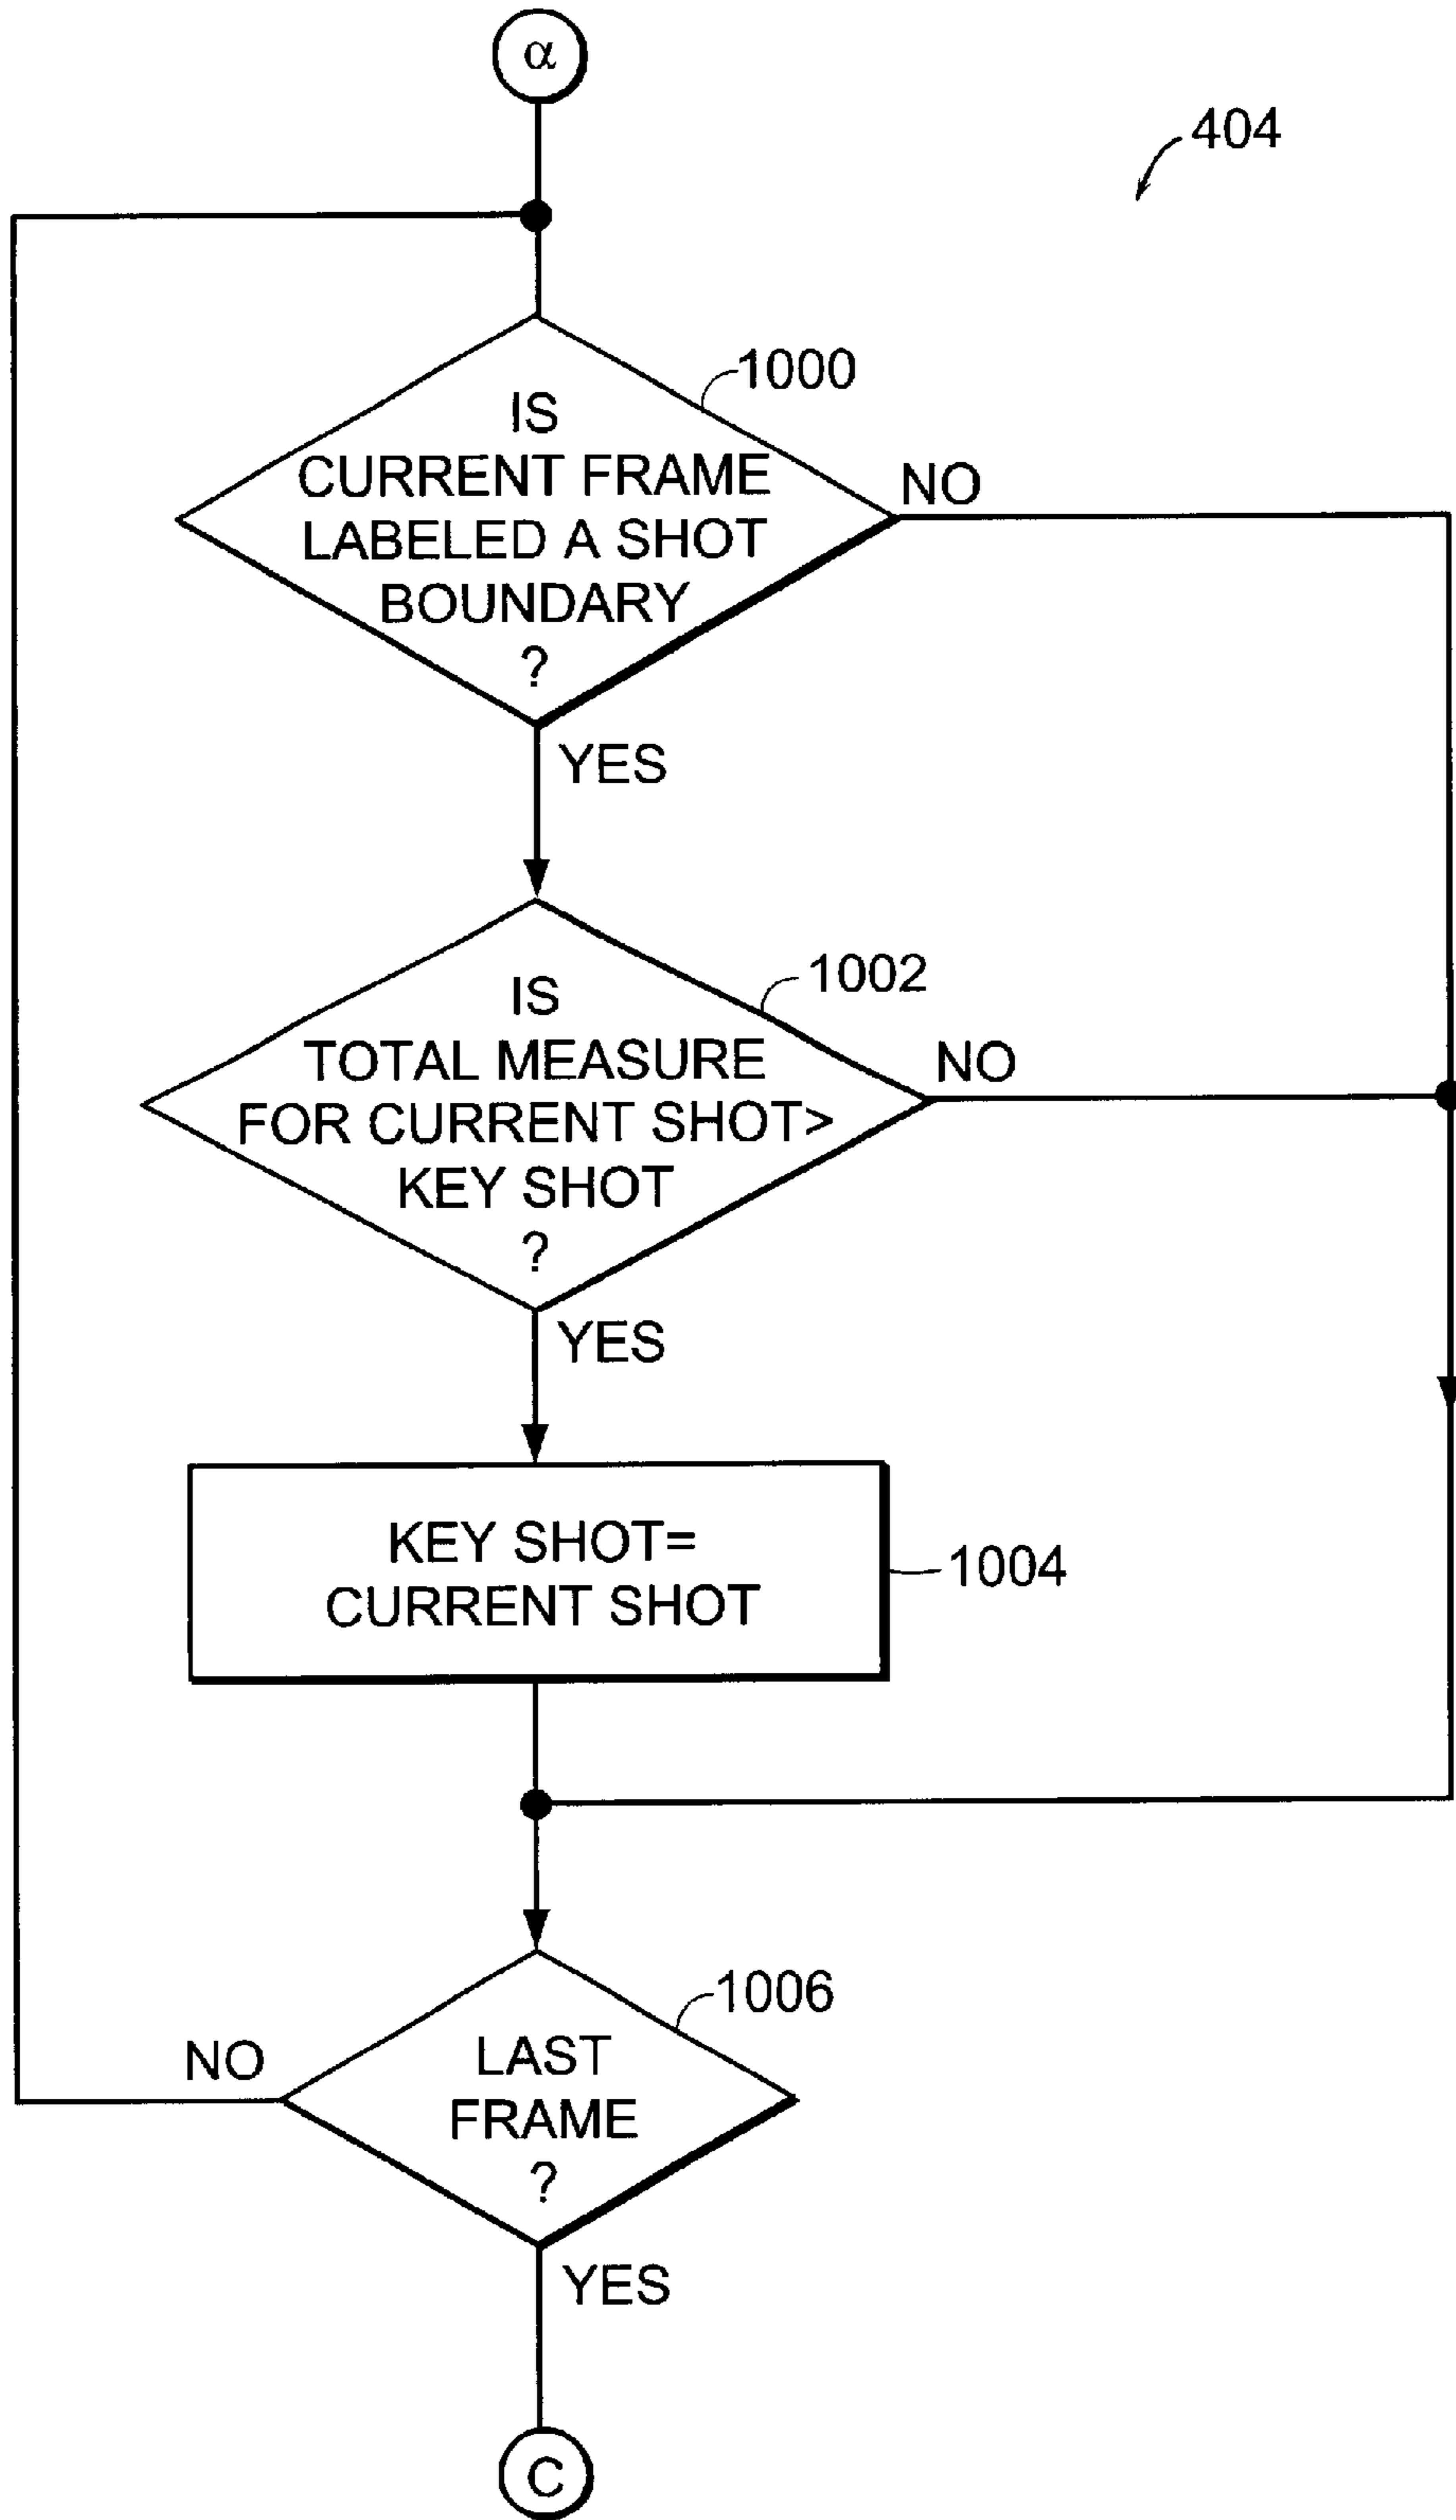 α
404
1000
IS
CURRENT FRAME
LABELED A SHOT
BOUNDARY
?
NO
YES
1002
IS
TOTAL MEASURE
FOR CURRENT SHOT>
KEY SHOT
?
NO
YES
KEY SHOT=
CURRENT SHOT
1004
1006
LAST
FRAME
?
NO
YES
C